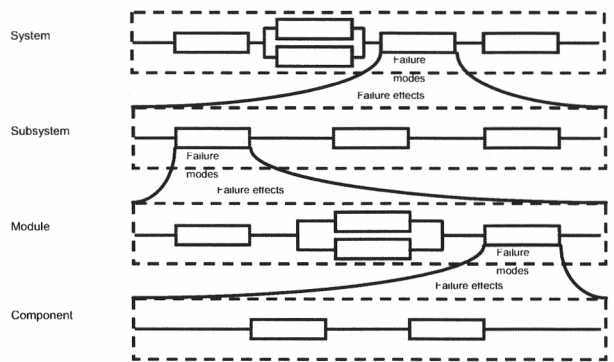 System
Failure
modes
Failure effects
Subsystem
Failure
modes
Failure effects
Module
Failure
modes
Failure effects
Component